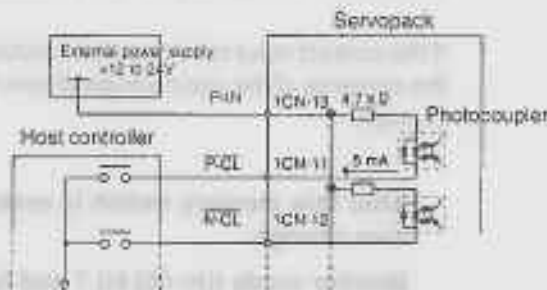 Servopack
External power supply
+12 to 24V
P-IN
1CN-13
4.7 k Ω
Photocoupler
Host controller
P-CL
1CN-11
5 mA
N-CL
1CN-12